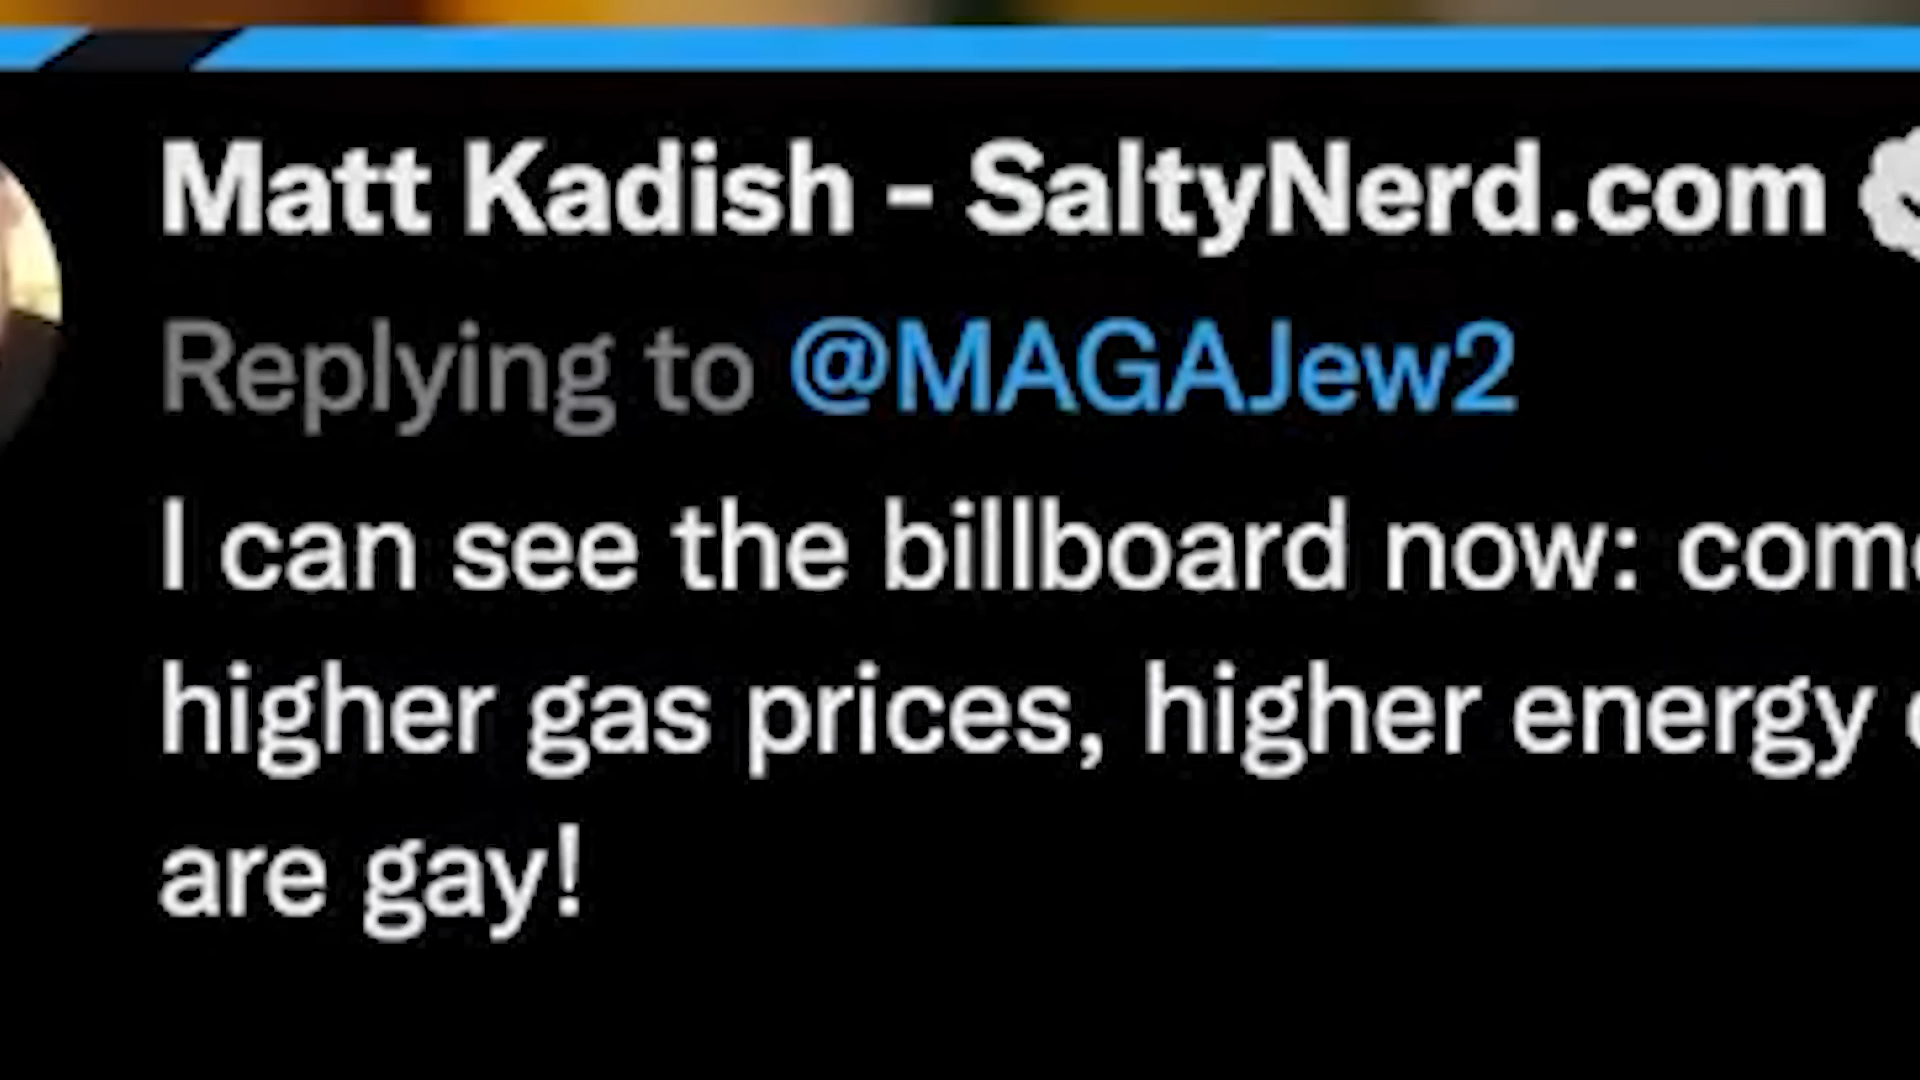 Matt Kadish - SaltyNerd.com
Replying to @MAGAJew2
I can see the billboard now:
higher gas prices, higher energy
are gay!